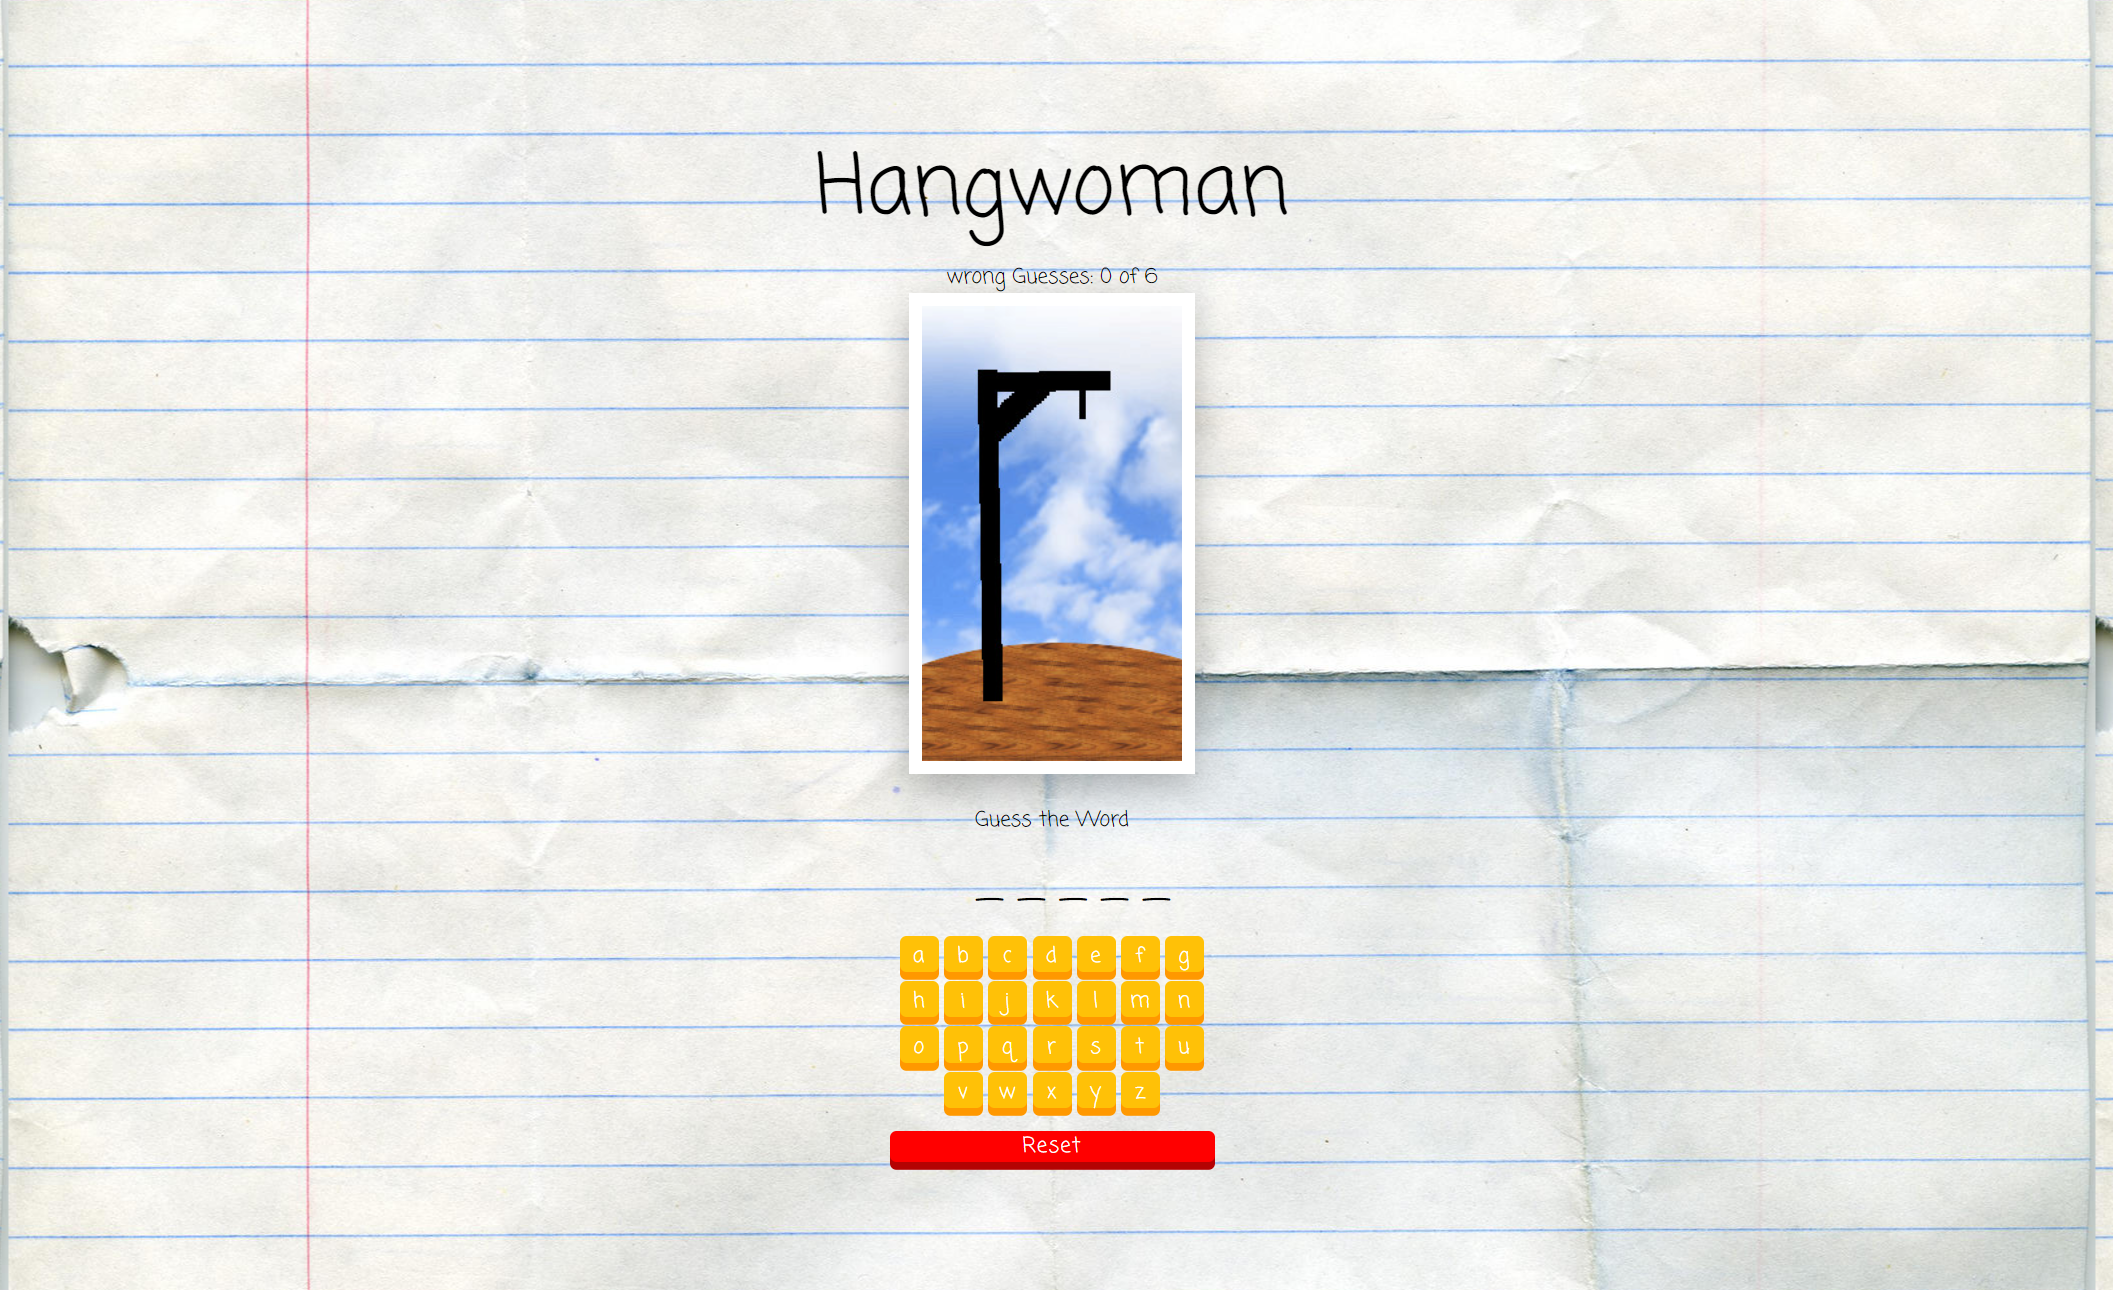 Hangwoman
wrong Guesses: 0 of 6
Guess the Word
_ _ _ _ _
a b c d e f g
h i j k l m n
o p q r s t u
v w x y z
Reset